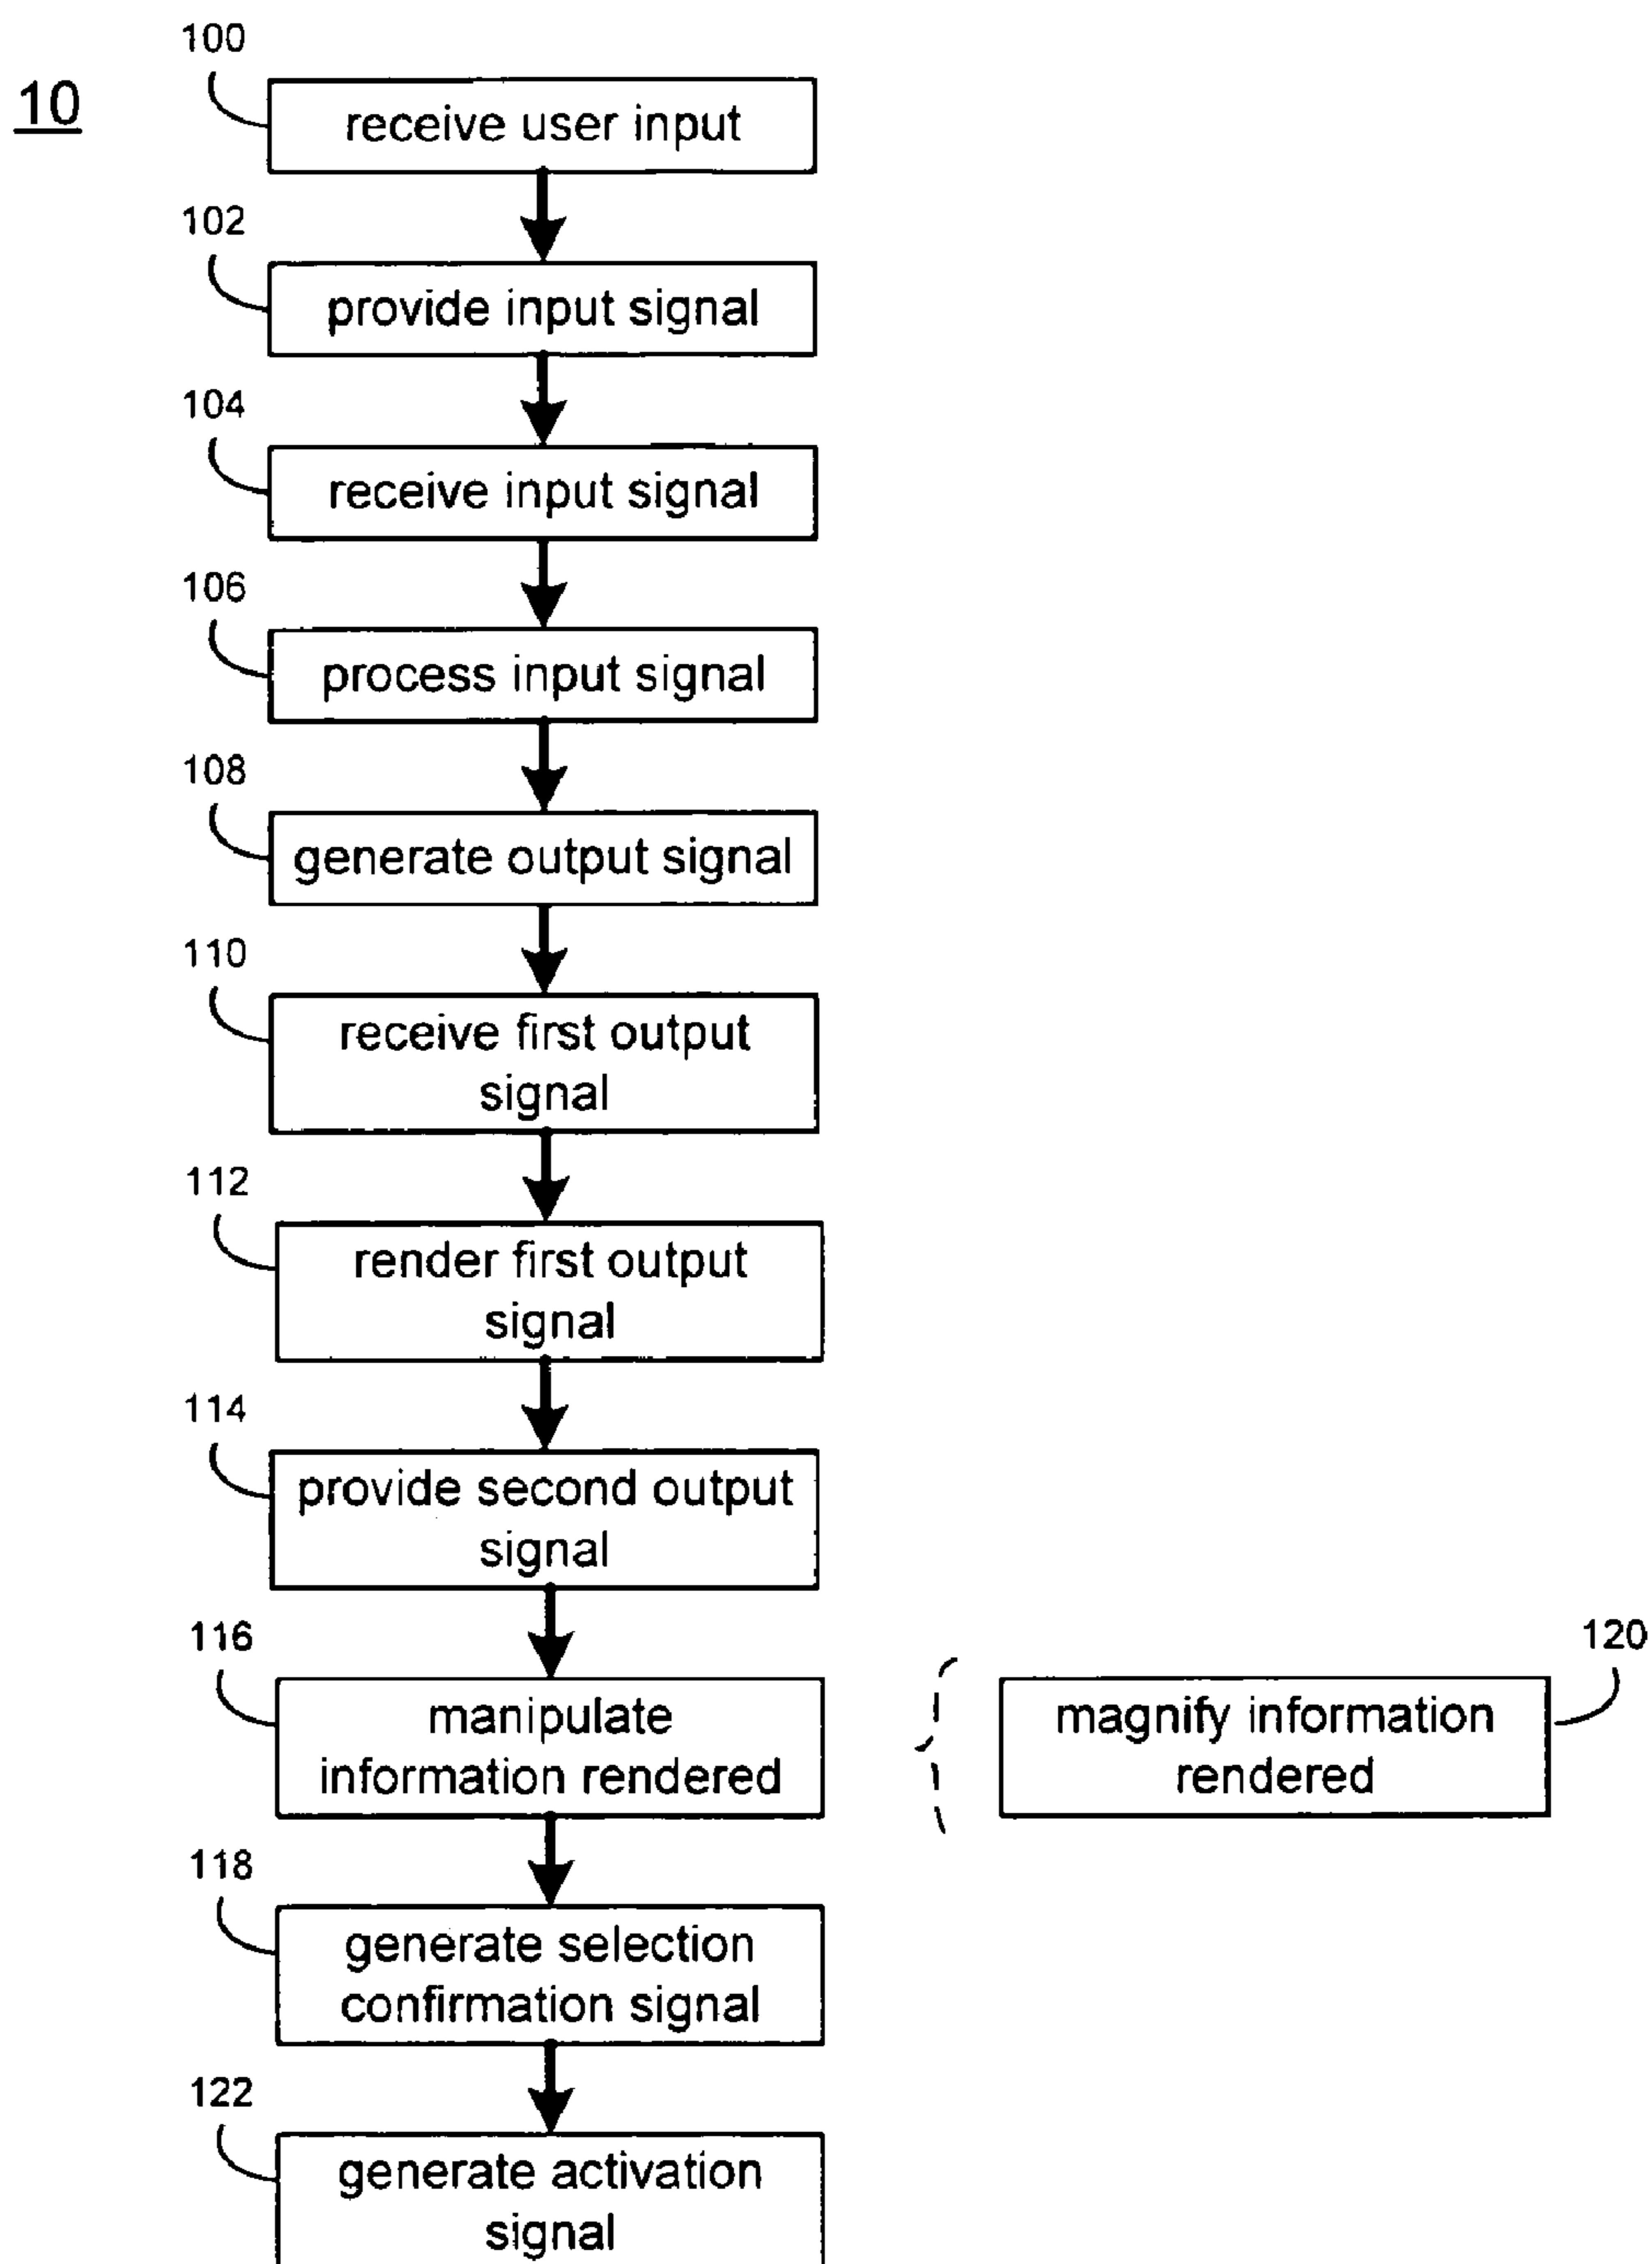 10
100
receive user input
102
provide input signal
104
receive input signal
106
process input signal
108
generate output signal
110
receive first output
signal
112
render first output
signal
114
provide second output
signal
116
manipulate
information rendered
120
magnify information
rendered
118
generate selection
confirmation signal
122
generate activation
signal